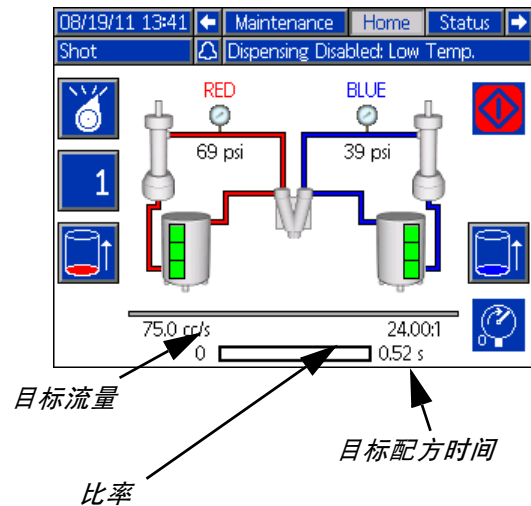 08/19/11 13:41 Maintenance Home Status
Shot Dispensing Disabled: Low Temp.
RED BLUE
69 psi 39 psi
1
75.0 cc/s 24.00:1
0 0.52 s
0
目标流量
目标配方时间
比率